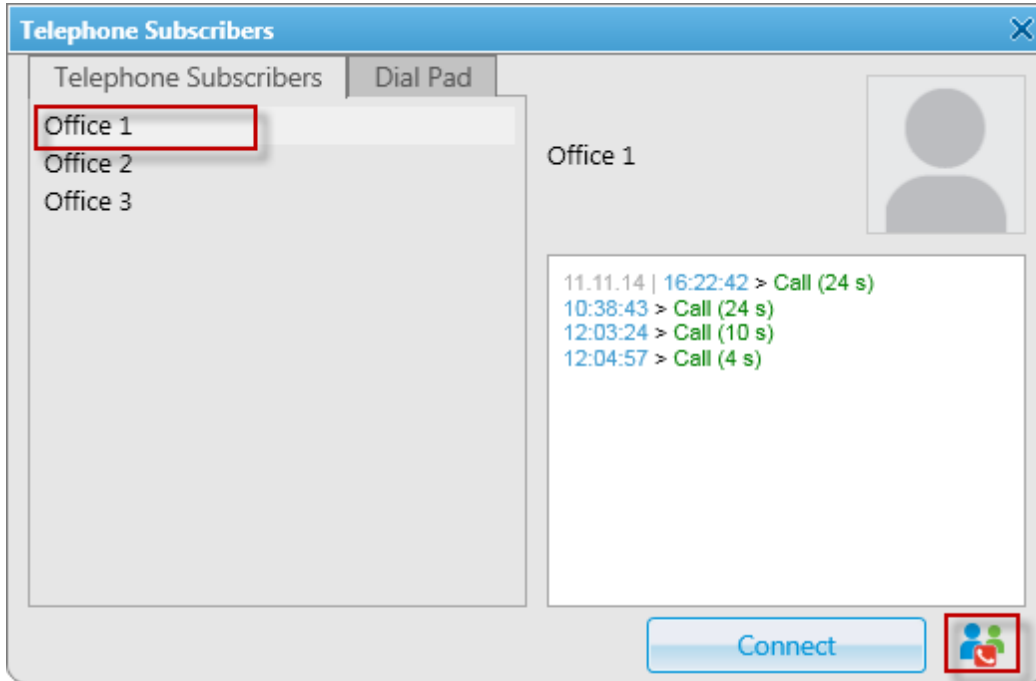 Telephone Subscribers
Telephone Subscribers
Dial Pad
Office 1
Office 2
Office 3
Office 1
11.11.14 | 16:22:42 > Call (24 s)
10:38:43 > Call (24 s)
12:03:24 > Call (10 s)
12:04:57 > Call (4 s)
Connect